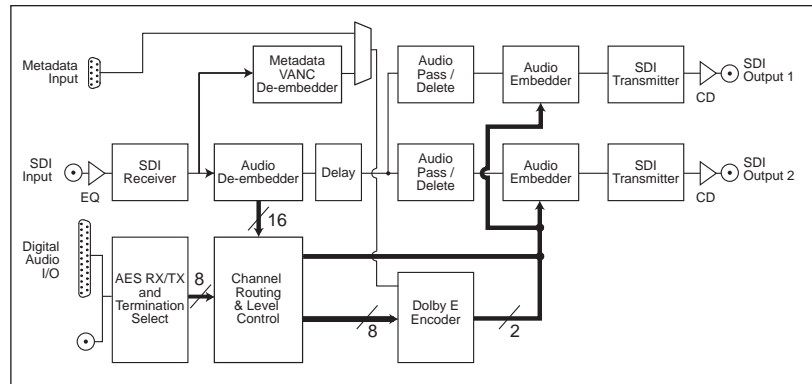 Metadata
Input
Metadata
VANC
De-embedder
Audio
Pass /
Delete
Audio
Embedder
SDI
Transmitter
CD
SDI
Output 1
SDI
Input
EQ
SDI
Receiver
Audio
De-embedder
Delay
Audio
Pass /
Delete
Audio
Embedder
SDI
Transmitter
CD
SDI
Output 2
16
Digital
Audio
I/O
AES RX/TX
and
Termination
Select
8
Channel
Routing
& Level
Control
8
Dolby E
Encoder
2